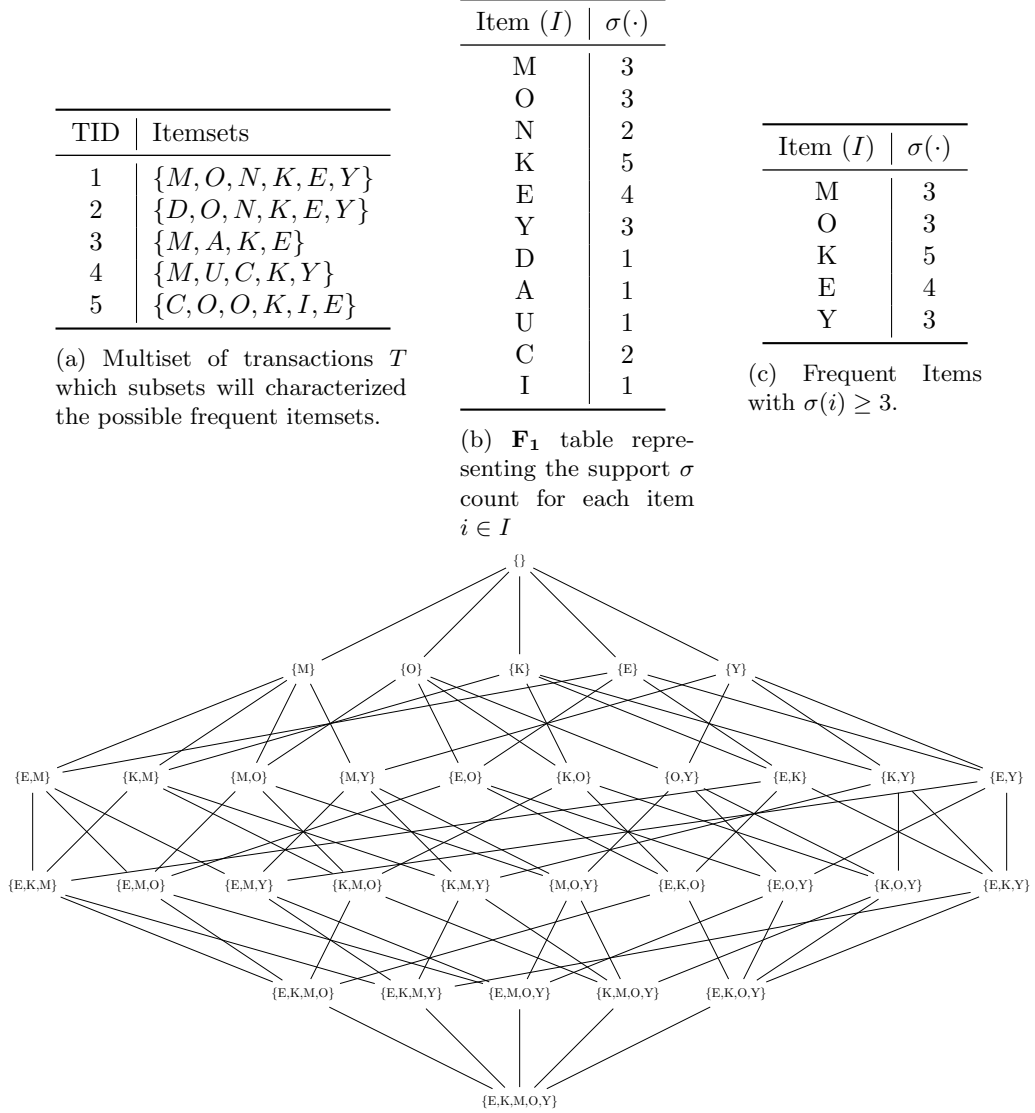 TID Itemsets
1 {M, O, N, K, E, Y}
2 {D, O, N, K, E, Y}
3 {M, A, K, E}
4 {M, U, C, K, Y}
5 {C, O, O, K, I, E}
(a) Multiset of transactions T
which subsets will characterized
the possible frequent itemsets.
Item (I) σ(·)
M 3
O 3
N 2
K 5
E 4
Y 3
D 1
A 1
U 1
C 2
I 1
(b) F₁ table repre-
senting the support σ
count for each item
i ∈ I
Item (I) σ(·)
M 3
O 3
K 5
E 4
Y 3
(c) Frequent Items
with σ(i) ≥ 3.
{}
{M} {O} {K} {E} {Y}
{E,M} {K,M} {M,O} {M,Y} {E,O} {K,O} {O,Y} {E,K} {K,Y} {E,Y}
{E,K,M} {E,M,O} {E,M,Y} {K,M,O} {K,M,Y} {M,O,Y} {E,K,O} {E,O,Y} {K,O,Y} {E,K,Y}
{E,K,M,O} {E,K,M,Y} {E,M,O,Y} {K,M,O,Y} {E,K,O,Y}
{E,K,M,O,Y}